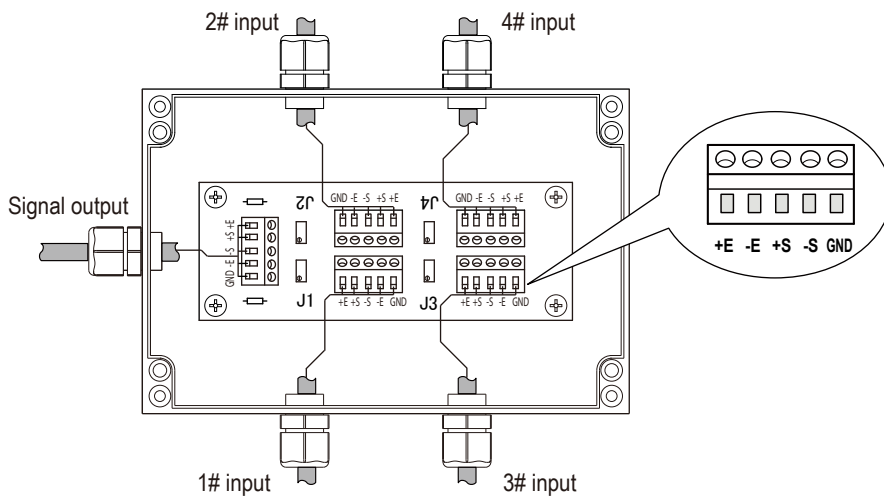 2# input
4# input
Signal output
J2
GND -E -S +S +E
J4
GND -E -S +S +E
GND -E -S +S +E
J1
+E +S -S -E GND
J3
+E +S -S -E GND
+E -E +S -S GND
1# input
3# input